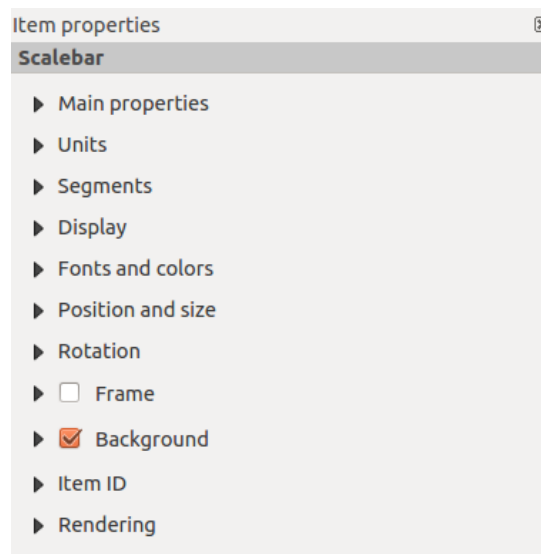 Item properties
Scalebar
Main properties
Units
Segments
Display
Fonts and colors
Position and size
Rotation
Frame
Background
Item ID
Rendering